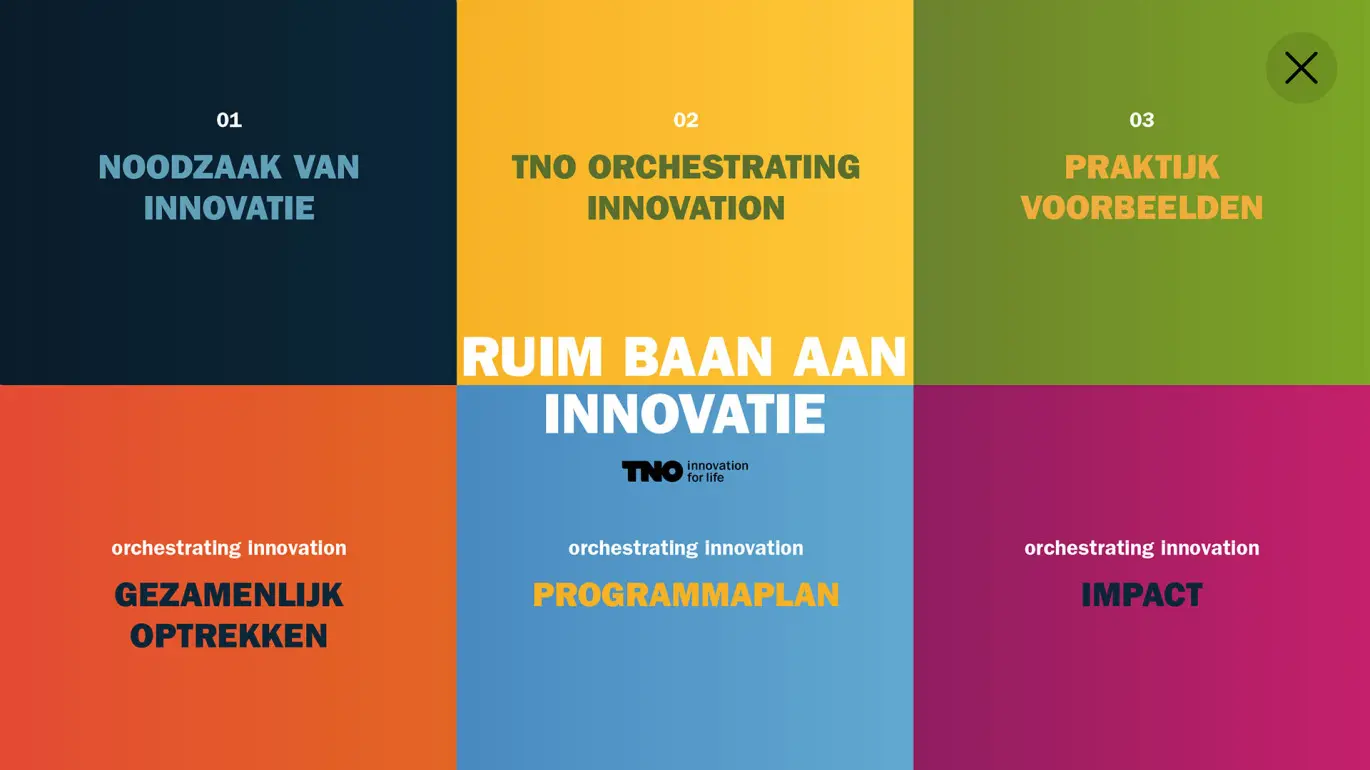 01
NOODZAAK VAN
INNOVATIE
02
TNO ORCHESTRATING
INNOVATION
03
PRAKTIJK
VOORBEELDEN
RUIM BAAN AAN
INNOVATIE
TNO innovation
for life
orchestrating innovation
GEZAMENLIJK
OPTREKKEN
orchestrating innovation
PROGRAMMAPLAN
orchestrating innovation
IMPACT